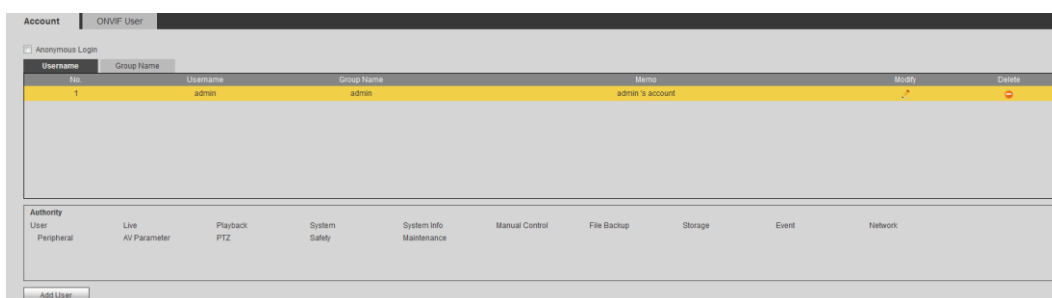 Account ONVIF User
Anonymous Login
Username Group Name
No. Username Group Name Memo Modify Delete
1 admin admin admin 's account
Authority
User Live Playback System System Info Manual Control File Backup Storage Event Network
Peripheral AV Parameter PTZ Safety Maintenance
Add User